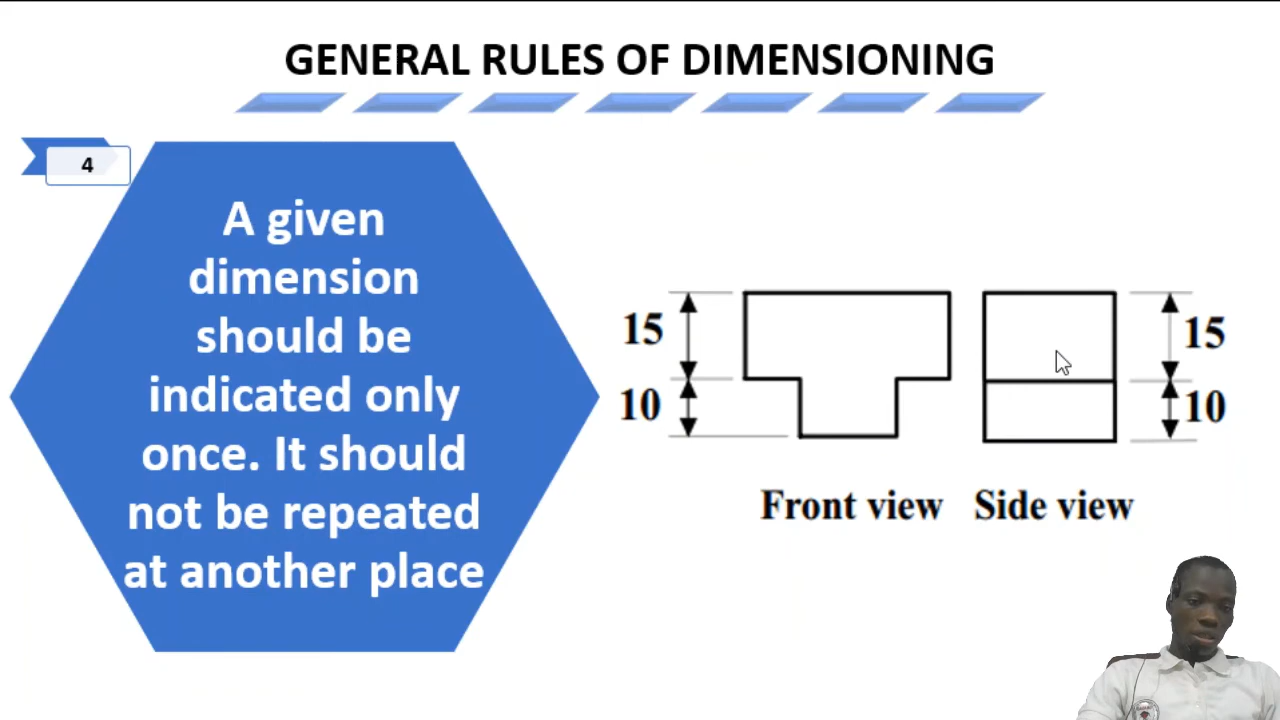 GENERAL RULES OF DIMENSIONING
4
A given
dimension
should be
indicated only
once. It should
not be repeated
at another place
15
10
15
10
Front view
Side view